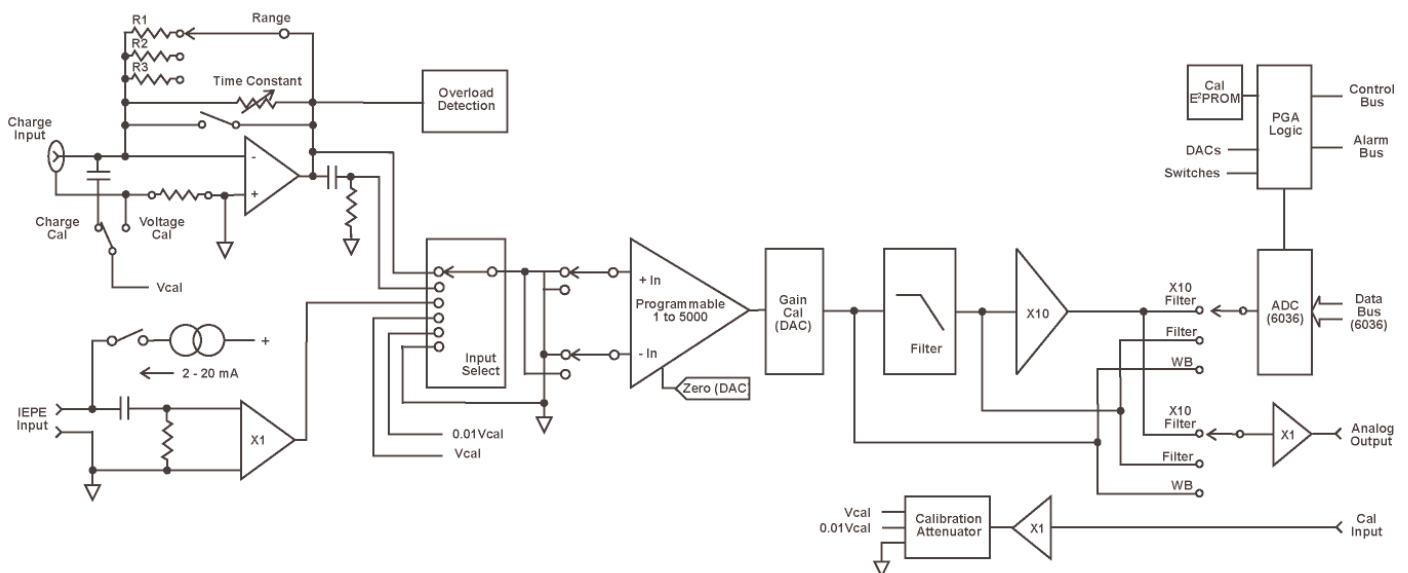 R1
Range
R2
R3
Time Constant
Overload
Detection
Charge
Input
-
+
Charge
Cal
Voltage
Cal
Vcal
+
2 - 20 mA
IEPE
Input
X1
Input
Select
0.01Vcal
Vcal
+ In
Programmable
1 to 5000
- In
Zero (DAC)
Gain
Cal
(DAC)
Filter
X10
Cal
E²PROM
PGA
Logic
Control
Bus
Alarm
Bus
DACs
Switches
X10
Filter
Filter
WB
ADC
(6036)
Data
Bus
(6036)
X10
Filter
Filter
WB
X1
Analog
Output
Vcal
0.01Vcal
Calibration
Attenuator
X1
Cal
Input